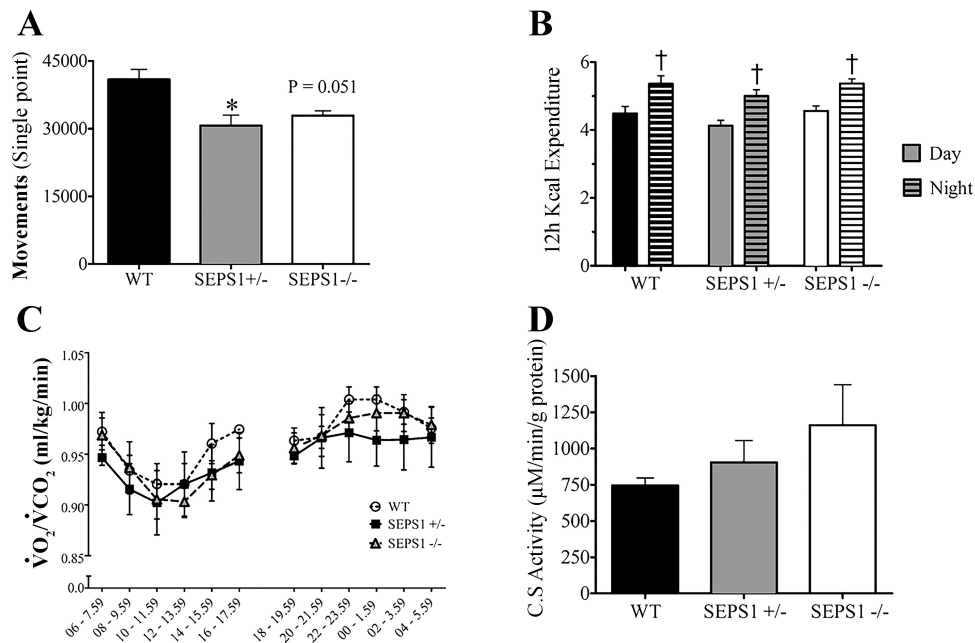 A
Movements (Single point)
45000
30000
15000
0
*
P = 0.051
WT
SEPS1+/-
SEPS1-/-
B
12h Kcal Expenditure
6
4
2
0
†
†
†
WT
SEPS1 +/-
SEPS1 -/-
Day
Night
C
V̇O2/V̇CO2 (ml/kg/min)
1.05
1.00
0.95
0.90
0.85
0.0
WT
SEPS1 +/-
SEPS1 -/-
06 - 7.59
08 - 9.59
10 - 11.59
12 - 13.59
14 - 15.59
16 - 17.59
18 - 19.59
20 - 21.59
22 - 23.59
00 - 1.59
02 - 3.59
04 - 5.59
D
C.S Activity (µM/min/g protein)
1500
1250
1000
750
500
250
0
WT
SEPS1 +/-
SEPS1 -/-